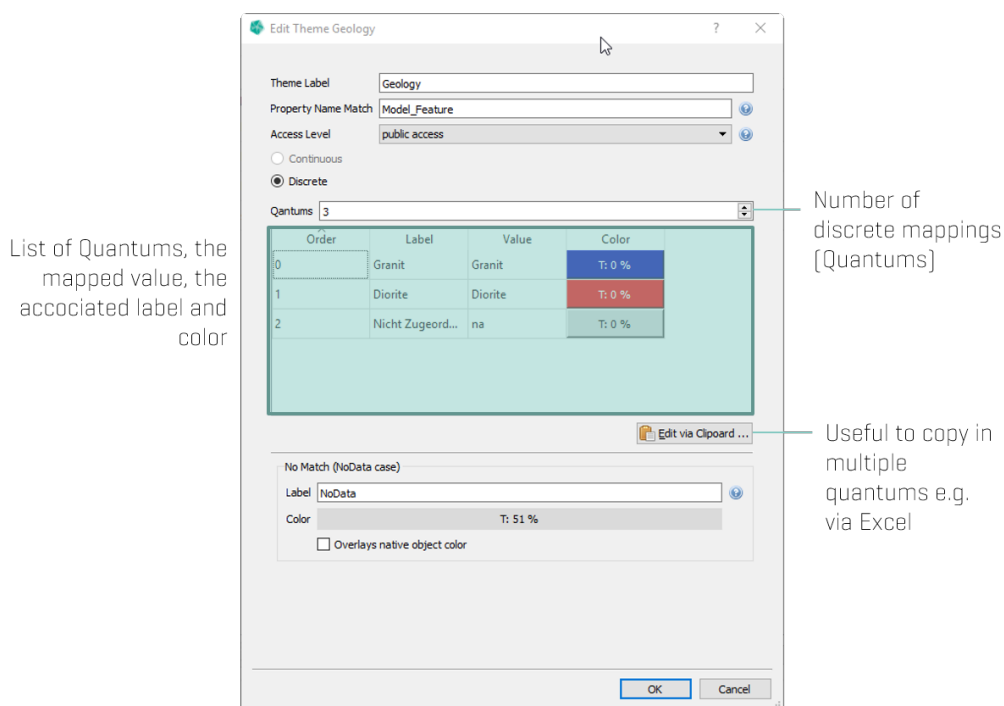 Edit Theme Geology
?
Theme Label Geology
Property Name Match Model_Feature
Access Level public access
Continuous
Discrete
Qantums 3
Order Label Value Color
0 Granit Granit T: 0 %
1 Diorite Diorite T: 0 %
2 Nicht Zugeord... na T: 0 %
Edit via Clipoard ...
No Match (NoData case)
Label NoData
Color T: 51 %
Overlays native object color
OK Cancel
List of Quantums, the
mapped value, the
accociated label and
color
Number of
discrete mappings
[Quantums]
Useful to copy in
multiple
quantums e.g.
via Excel